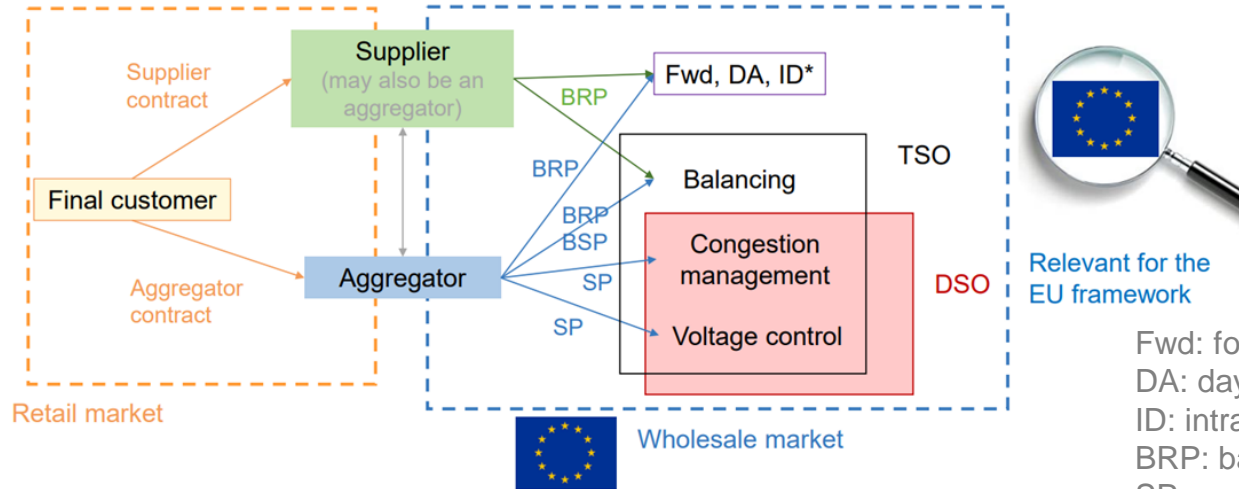 Supplier
(may also be an
aggregator)
Supplier
contract
Fwd, DA, ID*
BRP
TSO
BRP
Balancing
Final customer
BRP
BSP
Congestion
management
SP
Aggregator
DSO
Relevant for the
EU framework
Aggregator
contract
SP
Voltage control
Retail market
Wholesale market
Fwd: fo
DA: day
ID: intra
BRP: ba